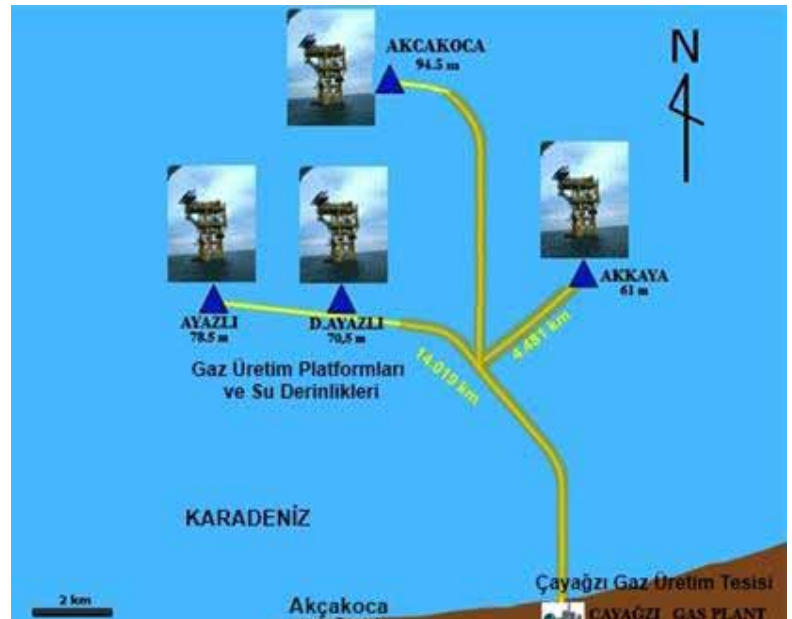 AKCAKOCA
94.5 m
N
AKKAYA
61 m
AYAZLI
78.5 m
D.AYAZLI
70,5 m
4.481 km
14.019 km
Gaz Üretim Platformları
ve Su Derinlikleri
KARADENİZ
2 km
Akçakoca
Çayağzı Gaz Üretim Tesisi
ÇAYAĞZI GAS PLANT